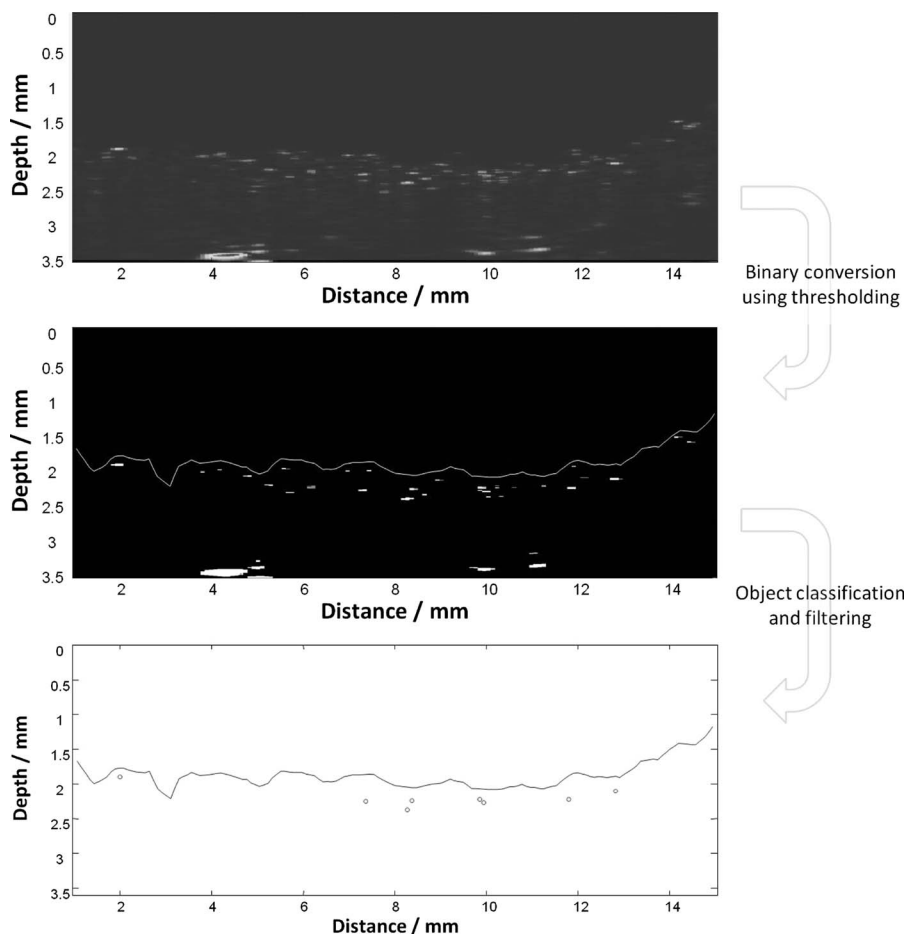 0
0.5
1
1.5
2
2.5
3
3.5
Depth / mm
2 4 6 8 10 12 14
Distance / mm
Binary conversion
using thresholding
0
0.5
1
1.5
2
2.5
3
3.5
Depth / mm
2 4 6 8 10 12 14
Distance / mm
Object classification
and filtering
0
0.5
1
1.5
2
2.5
3
3.5
Depth / mm
2 4 6 8 10 12 14
Distance / mm